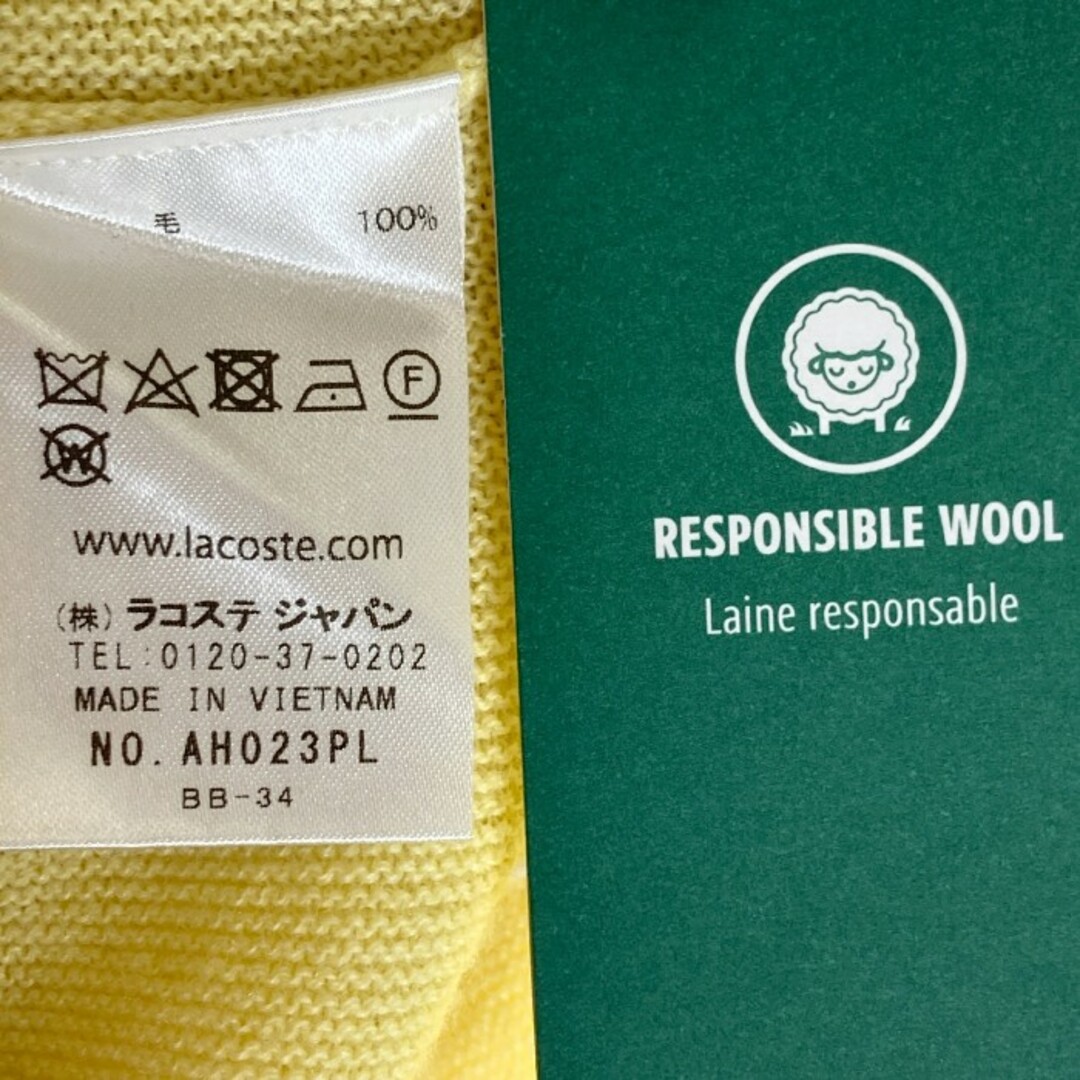 毛 100%
F
W
www.lacoste.com
(株) ラコステ ジャパン
TEL:0120-37-0202
MADE IN VIETNAM
NO. AH023PL
BB-34
RESPONSIBLE WOOL
Laine responsable